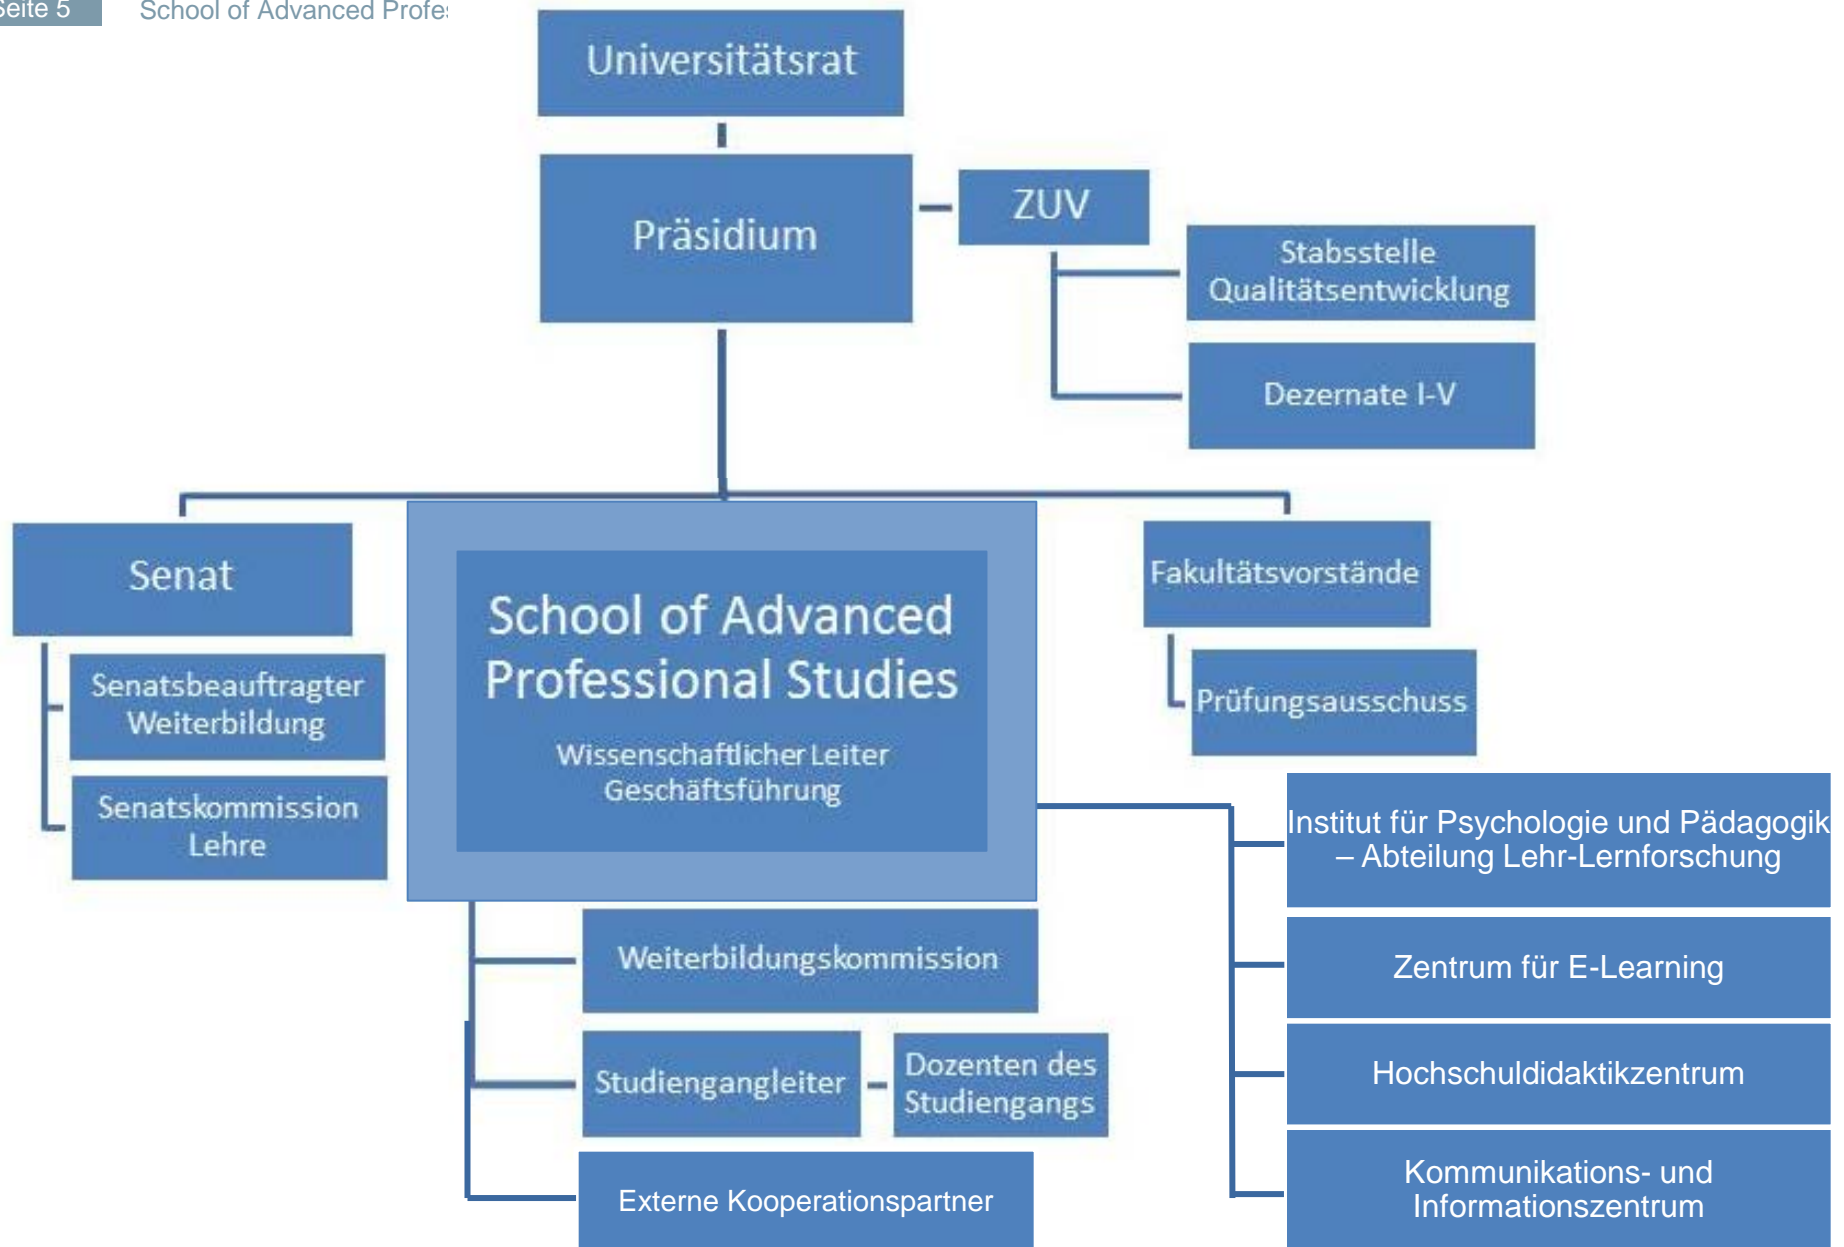 Seite 5
School of Advanced
Universitätsrat
Präsidium
ZUV
Stabsstelle
Qualitätsentwicklung
Dezernate I-V
Senat
Senatsbeauftragter
Weiterbildung
Senatskommission
Lehre
School of Advanced
Professional Studies
Wissenschaftlicher Leiter
Geschäftsführung
Fakultätsvorstände
Prüfungsausschuss
Weiterbildungskommission
Studiengangleiter
Dozenten des
Studiengangs
Externe Kooperationspartner
Institut für Psychologie und Pädagogik
– Abteilung Lehr-Lernforschung
Zentrum für E-Learning
Hochschuldidaktikzentrum
Kommunikations- und
Informationszentrum